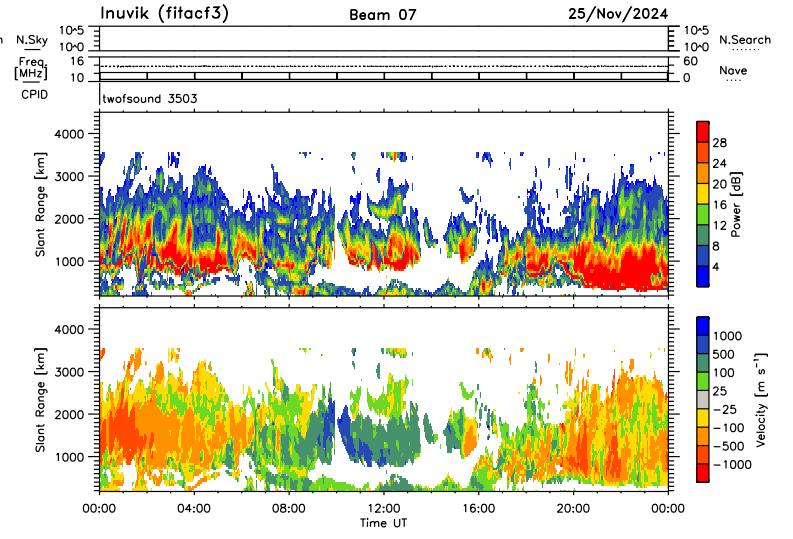 Inuvik (fitacf3) Beam 07 25/Nov/2024
h N.Sky 10^5 10^0 10^5 10^0 N.Search
Freq. [MHz] 16 10 60 0 Nave
CPID twofsound 3503
Slant Range [km]
4000
3000
2000
1000
28
24
20
16
12
8
4
Power [dB]
Slant Range [km]
4000
3000
2000
1000
1000
500
100
25
-25
-100
-500
-1000
Velocity [m s^-1]
00:00 04:00 08:00 12:00 16:00 20:00 00:00
Time UT